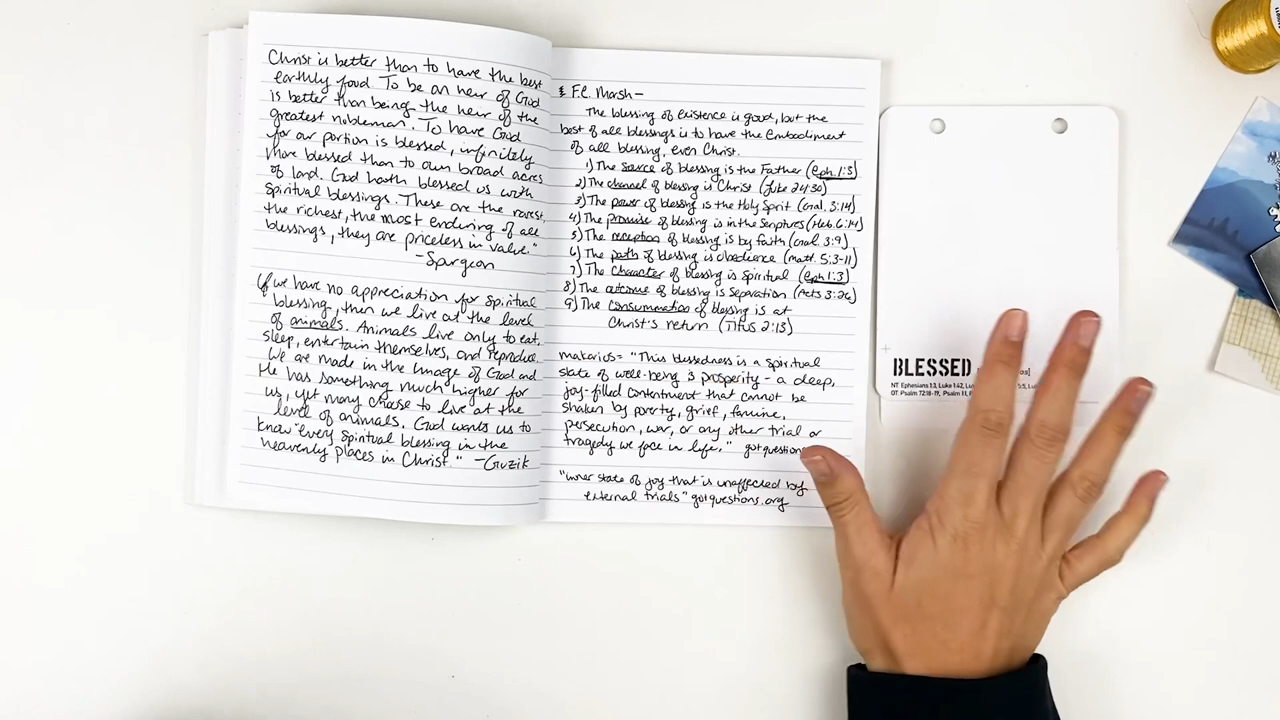 Christ is better than to have the best
earthly food. To be an heir of God
is better than being the heir of the
greatest nobleman. To have God
for our portion is blessed, infinitely
more blessed than to own broad acres
of land. God hath blessed us with
spiritual blessings. These are the rarest,
the richest, the most enduring of all
blessings, they are priceless in value."
-Spurgeon
If we have no appreciation for spiritual
blessing, then we live at the level
of animals. Animals live only to eat,
sleep, entertain themselves, and reproduce.
We are made in the image of God and
He has something much higher for
us, yet many choose to live at the
level of animals. God wants us to
know "every spiritual blessing in the
heavenly places in Christ." -Guzik
F.E. Marsh-
The blessing of existence is good, but the
best of all blessings is to have the Embodiment
of all blessing, even Christ.
1) The source of blessing is the Father (Eph. 1:3)
2) The channel of blessing is Christ (Luke 24:50)
3) The power of blessing is the Holy Spirit (Gal. 3:14)
4) The promise of blessing is in the Scriptures (Heb. 6:14)
5) The reception of blessing is by faith (Gal. 3:9)
6) The path of blessing is obedience (Matt. 5:3-11)
7) The character of blessing is Spiritual (Eph 1:3)
8) The outcome of blessing is Separation (Acts 3:26)
9) The consummation of blessing is at
Christ's return (Titus 2:13)
makarios= "This blessedness is a spiritual
state of well-being & prosperity - a deep,
joy-filled contentment that cannot be
shaken by poverty, grief, famine,
persecution, war, or any other trial or
tragedy we face in life." gotquestions
"inner state of joy that is unaffected by
external trials" gotquestions.org
BLESSED
NT: Ephesians 1:3, Luke 1:42,
OT: Psalm 72:18-19, Psalm 1:1,